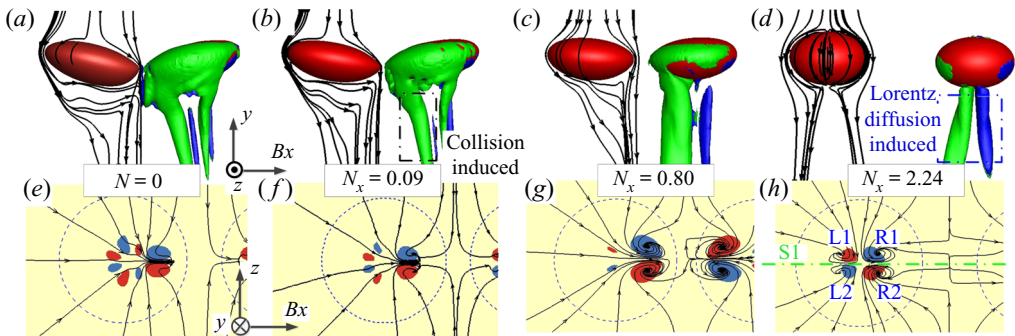 (a)
(b)
(c)
(d)
Collision
induced
Lorentz
diffusion
induced
y
Bx
z
(e)
N = 0
(f)
Nx = 0.09
(g)
Nx = 0.80
(h)
Nx = 2.24
L1
R1
S1
L2
R2
z
y
Bx